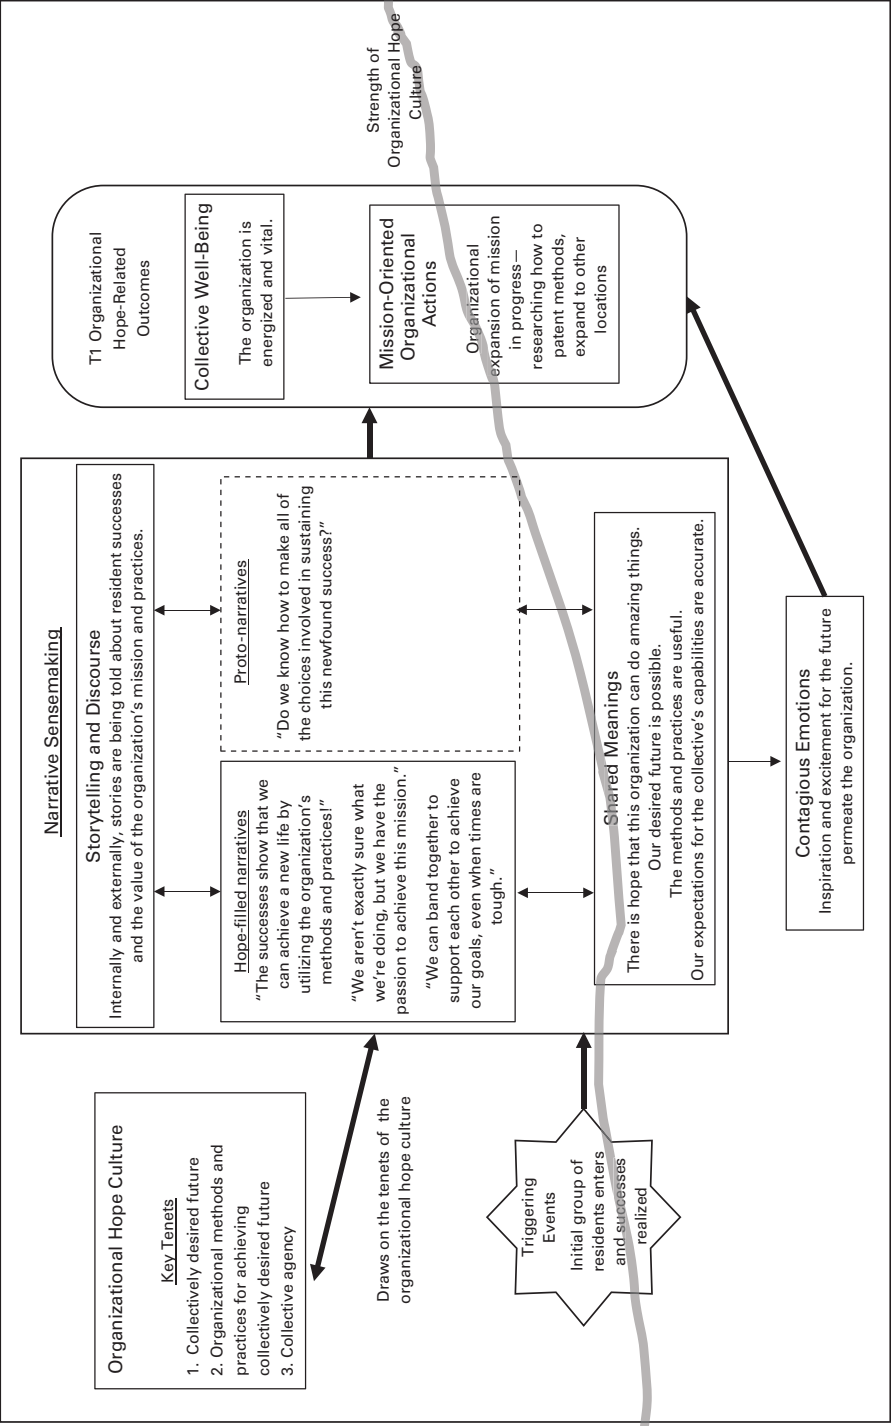 Organizational Hope Culture
Key Tenets
1. Collectively desired future
2. Organizational methods and
practices for achieving
collectively desired future
3. Collective agency
Draws on the tenets of the
organizational hope culture
Triggering
Events
Initial group of
residents enters
and successes
realized
Narrative Sensemaking
Storytelling and Discourse
Internally and externally, stories are being told about resident successes
and the value of the organization’s mission and practices.
Hope-filled narratives
“The successes show that we
can achieve a new life by
utilizing the organization’s
methods and practices!”
“We aren’t exactly sure what
we’re doing, but we have the
passion to achieve this mission.”
“We can band together to
support each other to achieve
our goals, even when times are
tough.”
Proto-narratives
“Do we know how to make all of
the choices involved in sustaining
this newfound success?”
Shared Meanings
There is hope that this organization can do amazing things.
Our desired future is possible.
The methods and practices are useful.
Our expectations for the collective’s capabilities are accurate.
Contagious Emotions
Inspiration and excitement for the future
permeate the organization.
T1 Organizational
Hope-Related
Outcomes
Collective Well-Being
The organization is
energized and vital.
Mission-Oriented
Organizational
Actions
Organizational
expansion of mission
in progress—
researching how to
patent methods,
expand to other
locations
Strength of
Organizational Hope
Culture